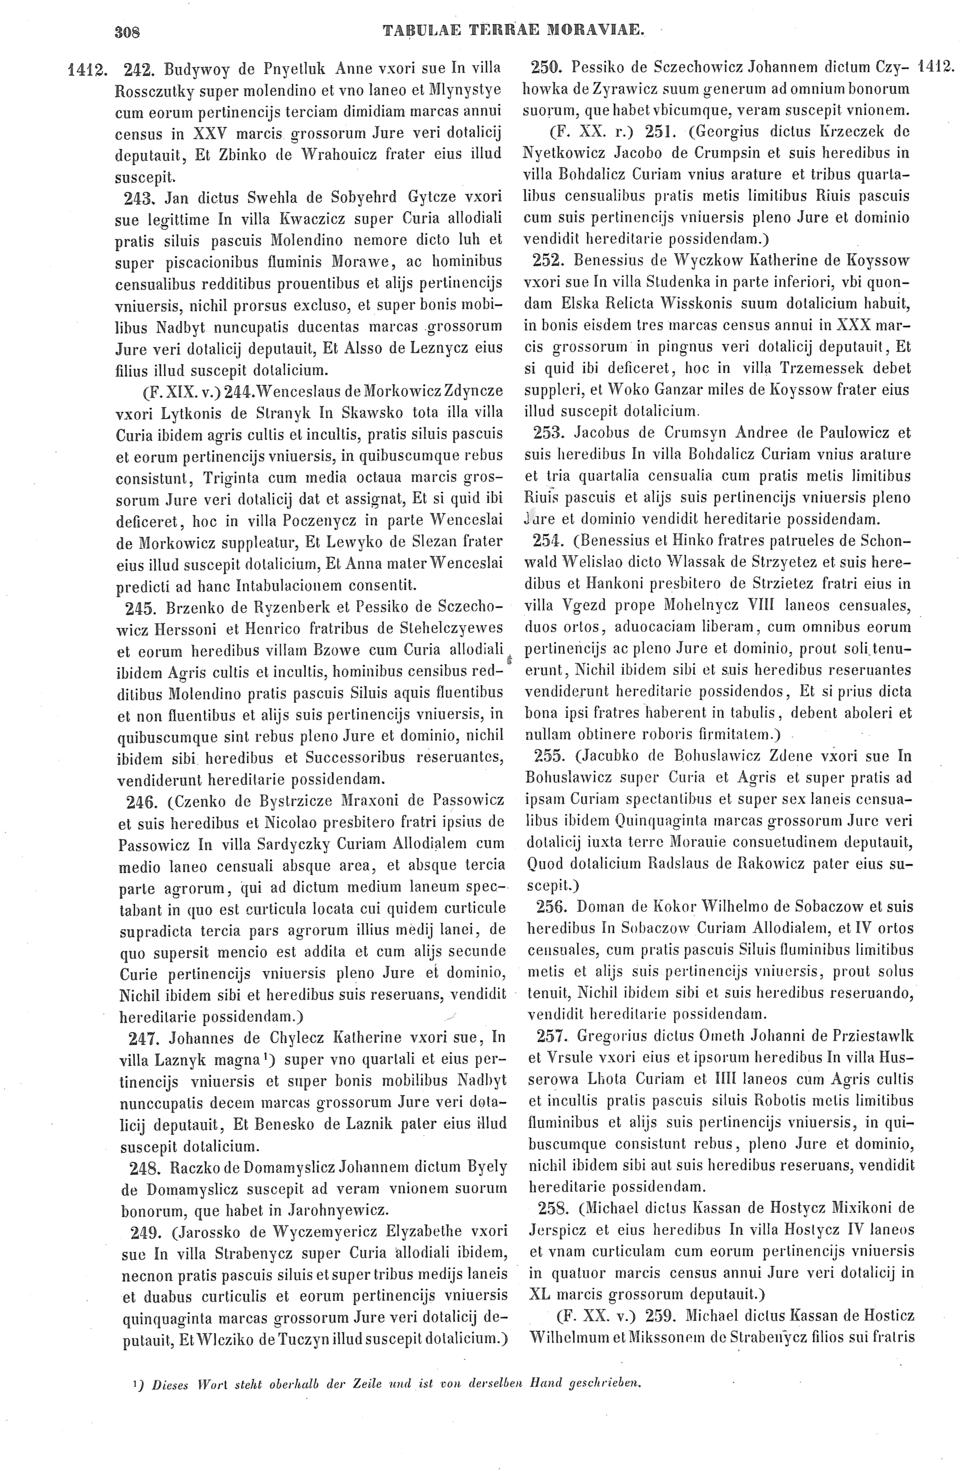 308
TABULAE TERRAE MORAVIAE.
1412. 242. Budywoy de Pnyetluk Anne vxori sue In villa
Rossczutky super molendino et vno laneo et Mlynystye
cum eorum pertinencijs terciam dimidiam marcas annui
census in XXV marcis grossorum Jure veri dotalicij
deputauit, Et Zbinko de Wrahouicz frater eius illud
suscepit.
243. Jan dictus Swehla de Sobyehrd Gytcze vxori
sue legittime In villa Kwaczicz super Curia allodiali
pratis siluis pascuis Molendino nemore dicto luh et
super piscacionibus fluminis Morawe, ac hominibus
censualibus redditibus prouentibus et alijs pertinencijs
vniuersis, nichil prorsus excluso, et super bonis mobi-
libus Nadbyt nuncupatis ducentas marcas grossorum
Jure veri dotalicij deputauit, Et Alsso de Leznycz eius
filius illud suscepit dotalicium.
(F. XIX. v.) 244. Wenceslaus de Morkowicz Zdyncze
vxori Lytkonis de Stranyk In Skawsko tota illa villa
Curia ibidem agris cultis et incultis, pratis siluis pascuis
et eorum pertinencijs vniuersis, in quibuscumque rebus
consistunt, Triginta cum media octaua marcis gros-
sorum Jure veri dotalicij dat et assignat, Et si quid ibi
deficeret, hoc in villa Poczenycz in parte Wenceslai
de Morkowicz suppleatur, Et Lewyko de Slezan frater
eius illud suscepit dotalicium, Et Anna mater Wenceslai
predicti ad hanc Intabulacionem consentit.
245. Brzenko de Ryzenberk et Pessiko de Sczecho-
wicz Herssoni et Henrico fratribus de Stehelczyewes
et eorum heredibus villam Bzowe cum Curia allodiali
ibidem Agris cultis et incultis, hominibus censibus red-
ditibus Molendino pratis pascuis Siluis aquis fluentibus
et non fluentibus et alijs suis pertinencijs vniuersis, in
quibuscumque sint rebus pleno Jure et dominio, nichil
ibidem sibi heredibus et Successoribus reseruantes,
vendiderunt hereditarie possidendam.
246. (Czenko de Bystrzicze Mraxoni de Passowicz
et suis heredibus et Nicolao presbitero fratri ipsius de
Passowicz In villa Sardyczky Curiam Allodialem cum
medio laneo censuali absque area, et absque tercia
parte agrorum, qui ad dictum medium laneum spec-
tabant in quo est curticula locata cui quidem curticule
supradicta tercia pars agrorum illius medij lanei, de
quo supersit mencio est addita et cum alijs secunde
Curie pertinencijs vniuersis pleno Jure et dominio,
Nichil ibidem sibi et heredibus suis reseruans, vendidit
hereditarie possidendam.)
247. Johannes de Chylecz Katherine vxori sue, In
villa Laznyk magna ¹) super vno quartali et eius per-
tinencijs vniuersis et super bonis mobilibus Nadbyt
nunccupatis decem marcas grossorum Jure veri dota-
licij deputauit, Et Benesko de Laznik pater eius illud
suscepit dotalicium.
248. Raczko de Domamyslicz Johannem dictum Byely
de Domamyslicz suscepit ad veram vnionem suorum
bonorum, que habet in Jarohnyewicz.
249. (Jarossko de Wyczemyericz Elyzabethe vxori
sue In villa Strabenycz super Curia allodiali ibidem,
necnon pratis pascuis siluis et super tribus medijs laneis
et duabus curticulis et eorum pertinencijs vniuersis
quinquaginta marcas grossorum Jure veri dotalicij de-
putauit, Et Wlcziko de Tuczyn illud suscepit dotalicium.)
250. Pessiko de Sczechowicz Johannem dictum Czy- 1412.
howka de Zyrawicz suum generum ad omnium bonorum
suorum, que habet vbicumque, veram suscepit vnionem.
(F. XX. r.) 251. (Georgius dictus Krzeczek de
Nyetkowicz Jacobo de Crumpsin et suis heredibus in
villa Bohdalicz Curiam vnius arature et tribus quarta-
libus censualibus pratis metis limitibus Riuis pascuis
cum suis pertinencijs vniuersis pleno Jure et dominio
vendidit hereditarie possidendam.)
252. Benessius de Wyczkow Katherine de Koyssow
vxori sue In villa Studenka in parte inferiori, vbi quon-
dam Elska Relicta Wisskonis suum dotalicium habuit,
in bonis eisdem tres marcas census annui in XXX mar-
cis grossorum in pingnus veri dotalicij deputauit, Et
si quid ibi deficeret, hoc in villa Trzemessek debet
suppleri, et Woko Ganzar miles de Koyssow frater eius
illud suscepit dotalicium.
253. Jacobus de Crumsyn Andree de Paulowicz et
suis heredibus In villa Bohdalicz Curiam vnius arature
et tria quartalia censualia cum pratis metis limitibus
Riuis pascuis et alijs suis pertinencijs vniuersis pleno
Jure et dominio vendidit hereditarie possidendam.
254. (Benessius et Hinko fratres patrueles de Schon-
wald Welislao dicto Wlassak de Strzyetez et suis here-
dibus et Hankoni presbitero de Strzietez fratri eius in
villa Vgezd prope Mohelnycz VIII laneos censuales,
duos ortos, aduocaciam liberam, cum omnibus eorum
pertinencijs ac pleno Jure et dominio, prout soli tenu-
erunt, Nichil ibidem sibi et suis heredibus reseruantes
vendiderunt hereditarie possidendos, Et si prius dicta
bona ipsi fratres haberent in tabulis, debent aboleri et
nullam obtinere roboris firmitatem.)
255. (Jacubko de Bohuslawicz Zdene vxori sue In
Bohuslawicz super Curia et Agris et super pratis ad
ipsam Curiam spectantibus et super sex laneis censua-
libus ibidem Quinquaginta marcas grossorum Jure veri
dotalicij iuxta terre Morauie consuetudinem deputauit,
Quod dotalicium Radslaus de Rakowicz pater eius su-
scepit.)
256. Doman de Kokor Wilhelmo de Sobaczow et suis
heredibus In Sobaczow Curiam Allodialem, et IV ortos
censuales, cum pratis pascuis Siluis fluminibus limitibus
metis et alijs suis pertinencijs vniuersis, prout solus
tenuit, Nichil ibidem sibi et suis heredibus reseruando,
vendidit hereditarie possidendam.
257. Gregorius dictus Ometh Johanni de Prziestawlk
et Vrsule vxori eius et ipsorum heredibus In villa Hus-
serowa Lhota Curiam et IIII laneos cum Agris cultis
et incultis pratis pascuis siluis Robotis metis limitibus
fluminibus et alijs suis pertinencijs vniuersis, in qui-
buscumque consistunt rebus, pleno Jure et dominio,
nichil ibidem sibi aut suis heredibus reseruans, vendidit
hereditarie possidendam.
258. (Michael dictus Kassan de Hostycz Mixikoni de
Jerspicz et eius heredibus In villa Hostycz IV laneos
et vnam curticulam cum eorum pertinencijs vniuersis
in quatuor marcis census annui Jure veri dotalicij in
XL marcis grossorum deputauit.)
(F. XX. v.) 259. Michael dictus Kassan de Hosticz
Wilhelmum et Mikssonem de Strabenycz filios sui fratris
¹) Dieses Wort steht oberhalb der Zeile und ist von derselben Hand geschrieben.